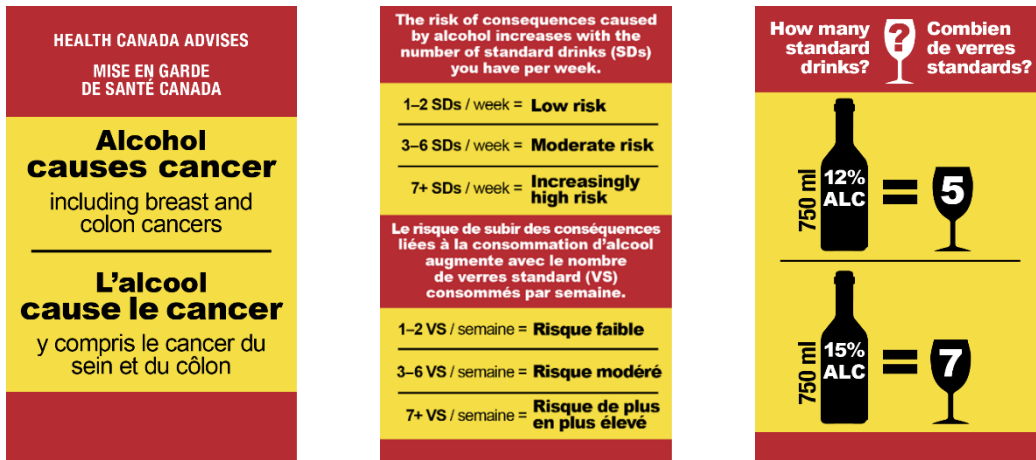 HEALTH CANADA ADVISES
MISE EN GARDE
DE SANTÉ CANADA
Alcohol
causes cancer
including breast and
colon cancers
L’alcool
cause le cancer
y compris le cancer du
sein et du côlon
The risk of consequences caused
by alcohol increases with the
number of standard drinks (SDs)
you have per week.
1–2 SDs / week = Low risk
3–6 SDs / week = Moderate risk
7+ SDs / week = Increasingly
high risk
Le risque de subir des conséquences
liées à la consommation d’alcool
augmente avec le nombre
de verres standard (VS)
consommés par semaine.
1–2 VS / semaine = Risque faible
3–6 VS / semaine = Risque modéré
7+ VS / semaine = Risque de plus
en plus élevé
How many
standard
drinks?
?
Combien
de verres
standards?
750 ml
12%
ALC
=
5
750 ml
15%
ALC
=
7